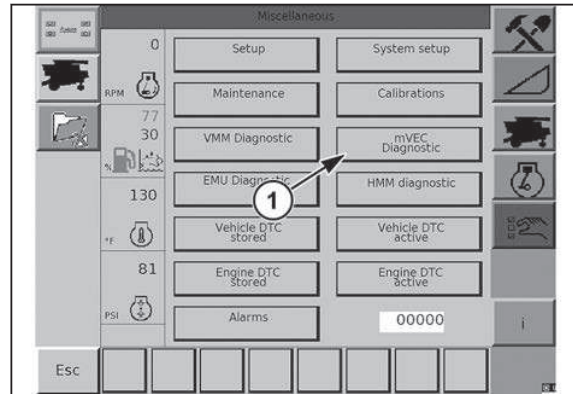 Miscellaneous
0
RPM
77
30
%
130
°F
81
PSI
Setup
System setup
Maintenance
Calibrations
VMM Diagnostic
mVEC
Diagnostic
EMU Diagnostic
HMM diagnostic
1
Vehicle DTC
stored
Vehicle DTC
active
Engine DTC
stored
Engine DTC
active
Alarms
00000
i
Esc